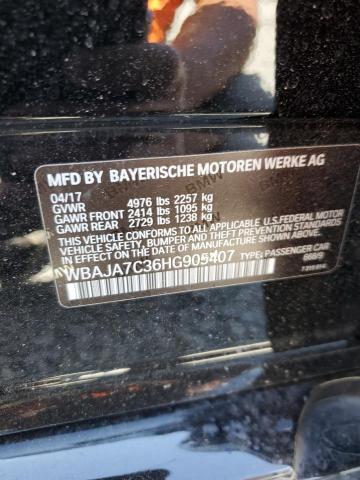 MFD BY BAYERISCHE MOTOREN WERKE AG
04/17
GVWR 4976 lbs 2257 kg
GAWR FRONT 2414 lbs 1095 kg
GAWR REAR 2729 lbs 1238 kg
THIS VEHICLE CONFORMS TO ALL APPLICABLE U.S. FEDERAL MOTOR
VEHICLE SAFETY, BUMPER, AND THEFT PREVENTION STANDARDS
IN EFFECT ON THE DATE OF MANUFACTURE SHOWN ABOVE.
WBAJA7C36HG905407 TYPE: PASSENGER CAR